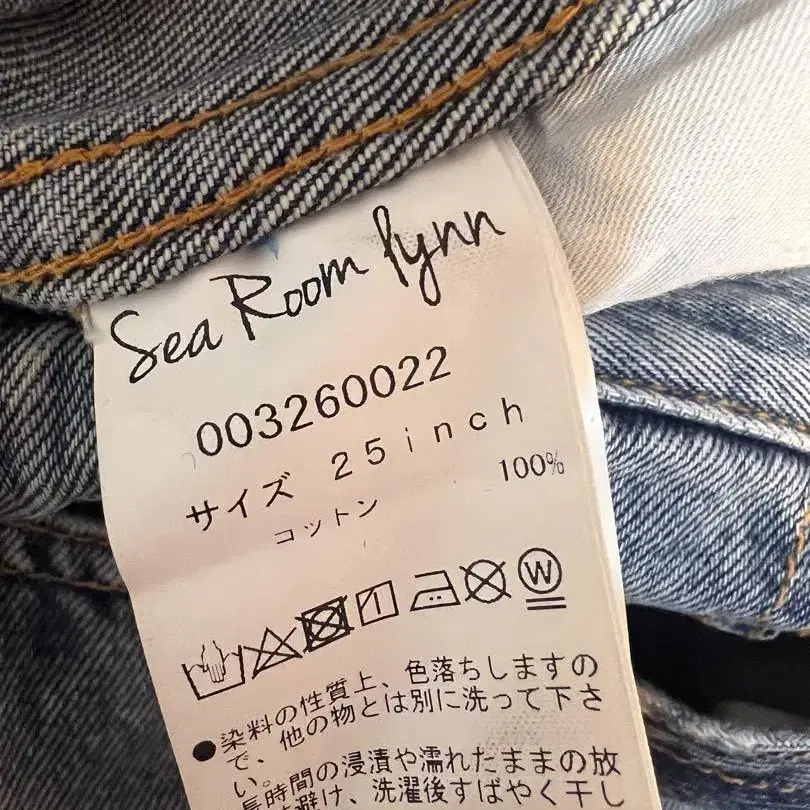 Sea Room lynn
003260022
サイズ 25inch
コットン 100%
W
●染料の性質上、色落ちしますの
で、他の物とは別に洗って下さ
い。
長時間の浸漬や濡れたままの放
を避け、洗濯後すばやく干し